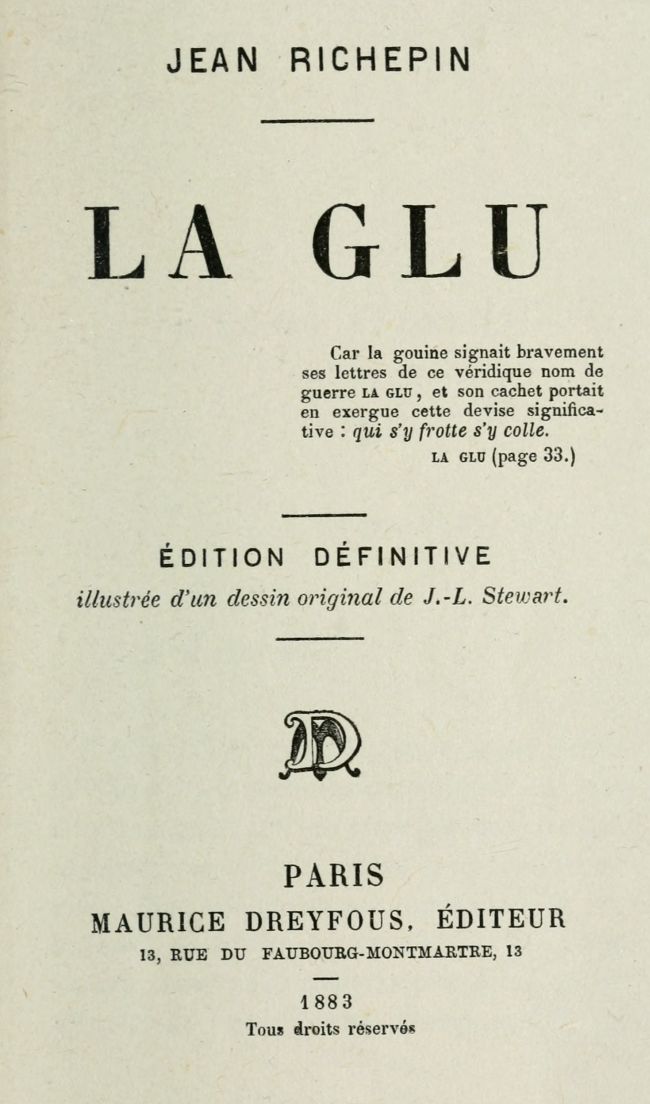 JEAN RICHEPIN
LA GLU
Car la gouine signait bravement
ses lettres de ce véridique nom de
guerre LA GLU, et son cachet portait
en exergue cette devise significa-
tive : qui s'y frotte s'y colle.
LA GLU (page 33.)
ÉDITION DÉFINITIVE
illustrée d'un dessin original de J.-L. Stewart.
PARIS
MAURICE DREYFOUS, ÉDITEUR
13, RUE DU FAUBOURG-MONTMARTRE, 13
1883
Tous droits réservés